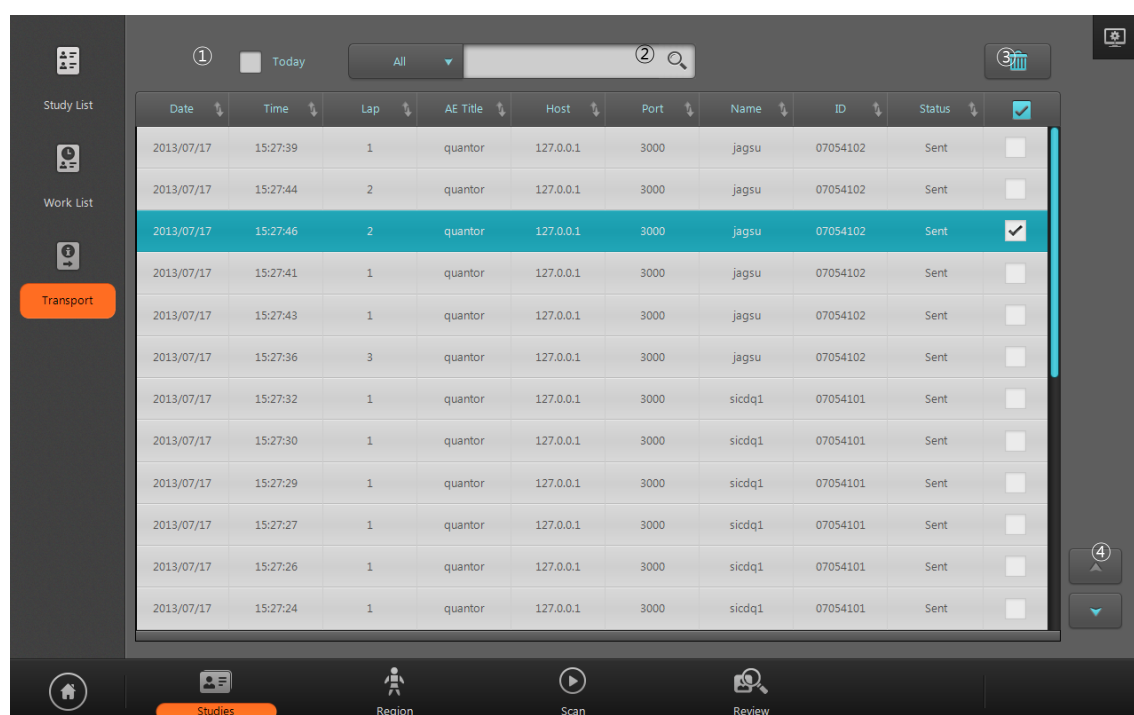 ① Today All ②  ③
Study List
Date Time Lap AE Title Host Port Name ID Status
2013/07/17 15:27:39 1 quantor 127.0.0.1 3000 jagsu 07054102 Sent
2013/07/17 15:27:44 2 quantor 127.0.0.1 3000 jagsu 07054102 Sent
Work List
2013/07/17 15:27:46 2 quantor 127.0.0.1 3000 jagsu 07054102 Sent
2013/07/17 15:27:41 1 quantor 127.0.0.1 3000 jagsu 07054102 Sent
Transport
2013/07/17 15:27:43 1 quantor 127.0.0.1 3000 jagsu 07054102 Sent
2013/07/17 15:27:36 3 quantor 127.0.0.1 3000 jagsu 07054102 Sent
2013/07/17 15:27:32 1 quantor 127.0.0.1 3000 sicdq1 07054101 Sent
2013/07/17 15:27:30 1 quantor 127.0.0.1 3000 sicdq1 07054101 Sent
2013/07/17 15:27:29 1 quantor 127.0.0.1 3000 sicdq1 07054101 Sent
2013/07/17 15:27:27 1 quantor 127.0.0.1 3000 sicdq1 07054101 Sent
2013/07/17 15:27:26 1 quantor 127.0.0.1 3000 sicdq1 07054101 Sent
④
2013/07/17 15:27:24 1 quantor 127.0.0.1 3000 sicdq1 07054101 Sent
Studies Region Scan Review